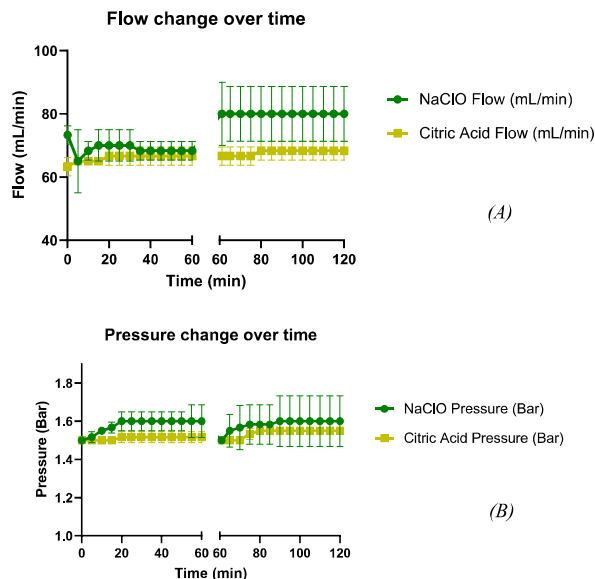 Flow change over time
100
80
60
40
Flow (mL/min)
0 20 40 60 61 80 100 120
Time (min)
NaClO Flow (mL/min)
Citric Acid Flow (mL/min)
(A)
Pressure change over time
1.8
1.6
1.4
1.2
1.0
Pressure (Bar)
0 20 40 60 61 80 100 120
Time (min)
NaClO Pressure (Bar)
Citric Acid Pressure (Bar)
(B)